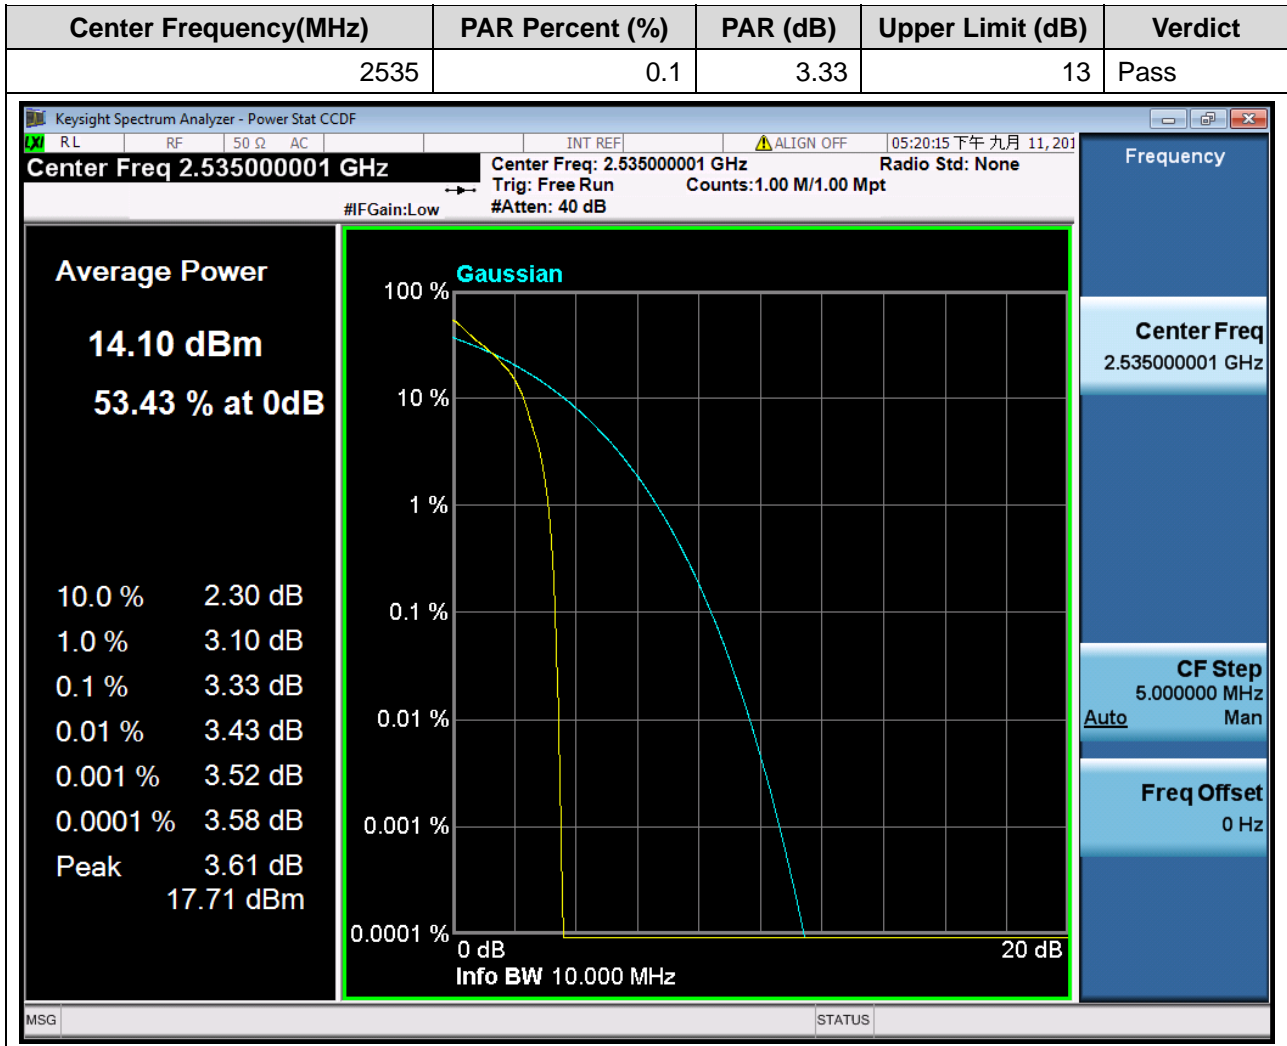 Center Frequency(MHz) PAR Percent (%) PAR (dB) Upper Limit (dB) Verdict
2535 0.1 3.33 13 Pass
Keysight Spectrum Analyzer - Power Stat CCDF
LXI RL RF 50 Ω AC INT REF ALIGN OFF 05:20:15 下午 九月 11, 201
Center Freq 2.535000001 GHz
Center Freq: 2.535000001 GHz Radio Std: None
Trig: Free Run Counts:1.00 M/1.00 Mpt
#IFGain:Low #Atten: 40 dB
Frequency
Average Power
14.10 dBm
53.43 % at 0dB
10.0 % 2.30 dB
1.0 % 3.10 dB
0.1 % 3.33 dB
0.01 % 3.43 dB
0.001 % 3.52 dB
0.0001 % 3.58 dB
Peak 3.61 dB
17.71 dBm
Gaussian
100 %
10 %
1 %
0.1 %
0.01 %
0.001 %
0.0001 %
0 dB 20 dB
Info BW 10.000 MHz
Center Freq
2.535000001 GHz
CF Step
5.000000 MHz
Auto Man
Freq Offset
0 Hz
MSG STATUS